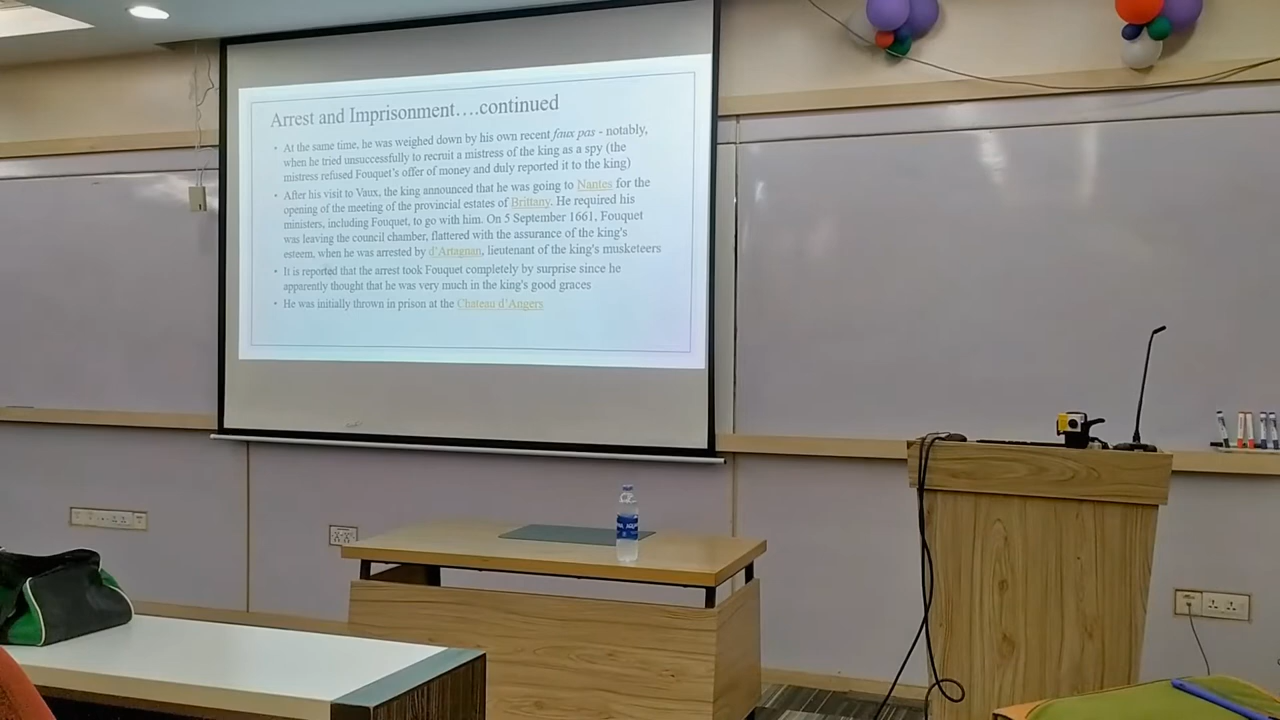 Arrest and Imprisonment….continued
• At the same time, he was weighed down by his own recent faux pas - notably,
when he tried unsuccessfully to recruit a mistress of the king as a spy (the
mistress refused Fouquet's offer of money and duly reported it to the king)
• After his visit to Vaux, the king announced that he was going to Nantes for the
opening of the meeting of the provincial estates of Brittany. He required his
ministers, including Fouquet, to go with him. On 5 September 1661, Fouquet
was leaving the council chamber, flattered with the assurance of the king's
esteem, when he was arrested by d'Artagnan, lieutenant of the king's musketeers
• It is reported that the arrest took Fouquet completely by surprise since he
apparently thought that he was very much in the king's good graces
• He was initially thrown in prison at the Chateau d'Angers